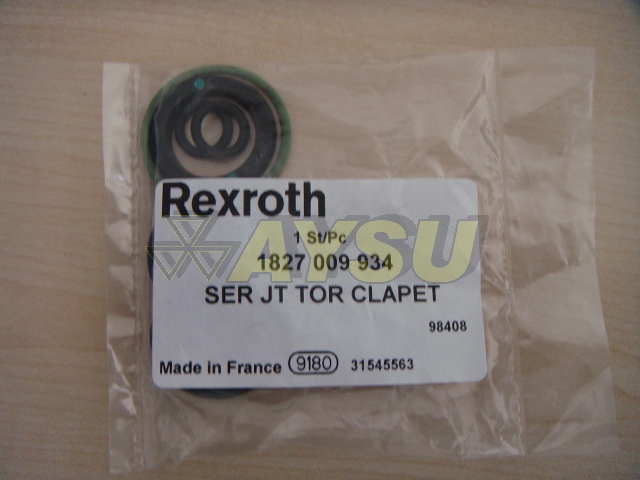 Rexroth
1 St/Pc
AYSU
1827 009 934
SER JT TOR CLAPET
98408
Made in France 9180 31545563